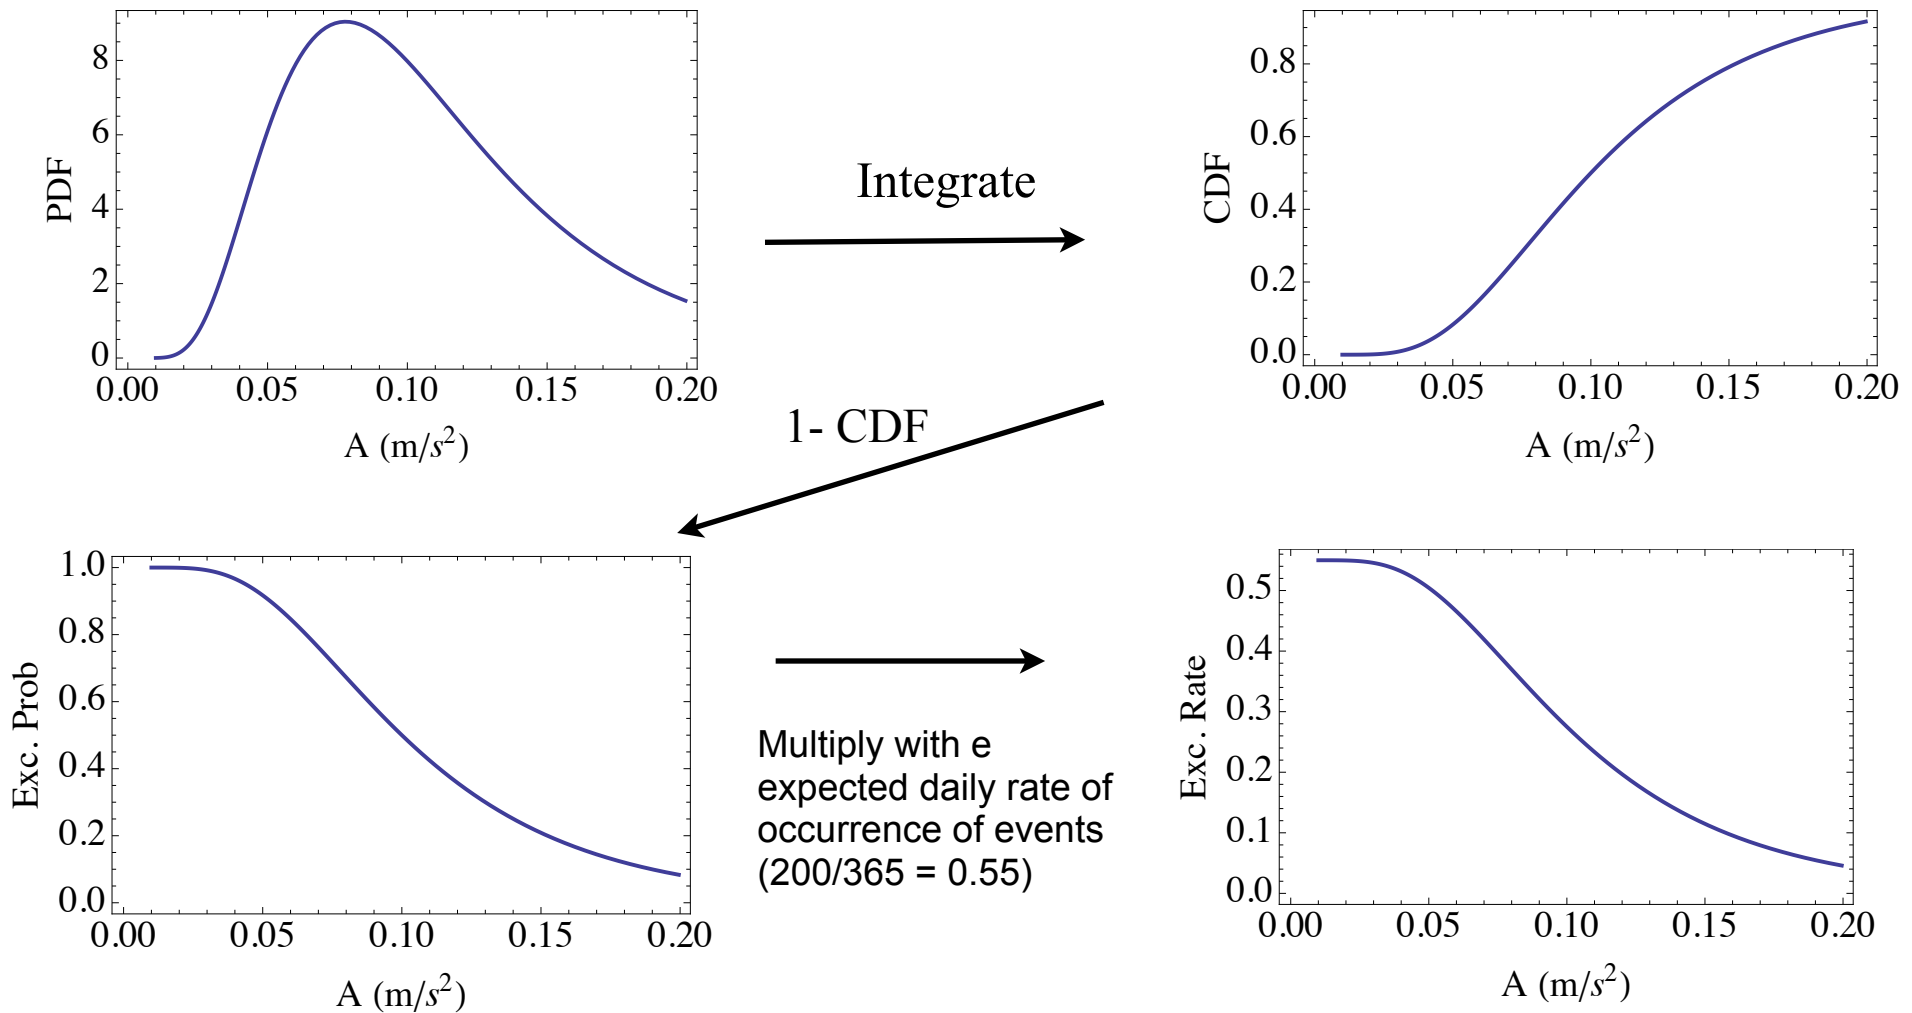 8
6
4
2
0
PDF
0.00 0.05 0.10 0.15 0.20
A (m/s²)
Integrate
0.8
0.6
0.4
0.2
0.0
CDF
0.00 0.05 0.10 0.15 0.20
A (m/s²)
1- CDF
1.0
0.8
0.6
0.4
0.2
0.0
Exc. Prob
0.00 0.05 0.10 0.15 0.20
A (m/s²)
Multiply with e
expected daily rate of
occurrence of events
(200/365 = 0.55)
0.5
0.4
0.3
0.2
0.1
0.0
Exc. Rate
0.00 0.05 0.10 0.15 0.20
A (m/s²)